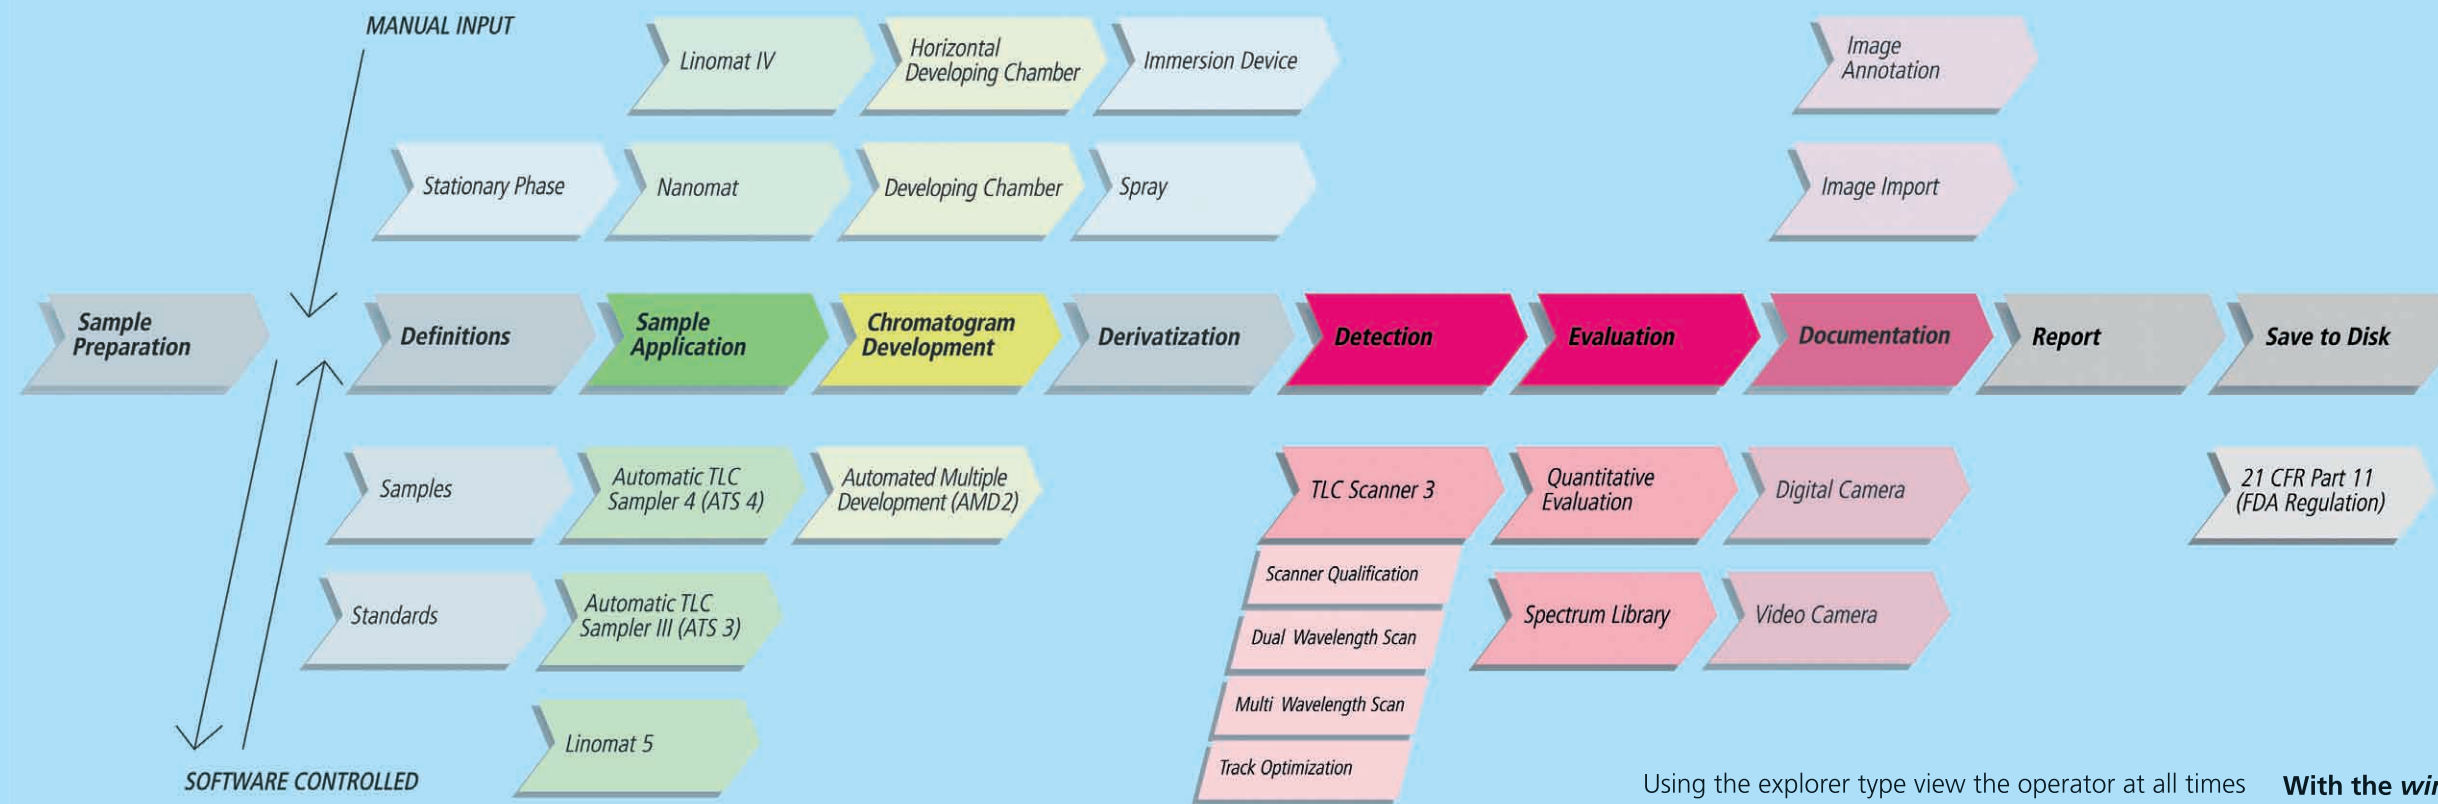 MANUAL INPUT
Linomat IV
Horizontal
Developing Chamber
Immersion Device
Image
Annotation
Stationary Phase
Nanomat
Developing Chamber
Spray
Image Import
Sample
Preparation
Definitions
Sample
Application
Chromatogram
Development
Derivatization
Detection
Evaluation
Documentation
Report
Save to Disk
Samples
Automatic TLC
Sampler 4 (ATS 4)
Automated Multiple
Development (AMD2)
TLC Scanner 3
Quantitative
Evaluation
Digital Camera
21 CFR Part 11
(FDA Regulation)
Scanner Qualification
Standards
Automatic TLC
Sampler III (ATS 3)
Dual Wavelength Scan
Spectrum Library
Video Camera
Multi Wavelength Scan
Linomat 5
Track Optimization
SOFTWARE CONTROLLED
Using the explorer type view the operator at all times
With the